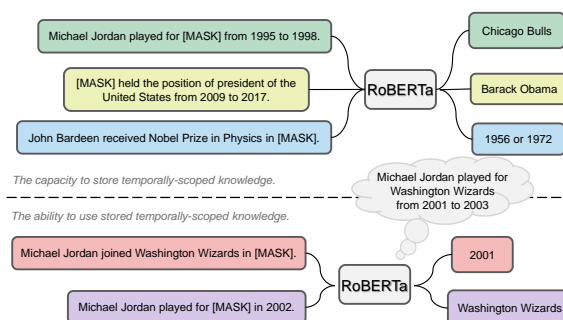 Michael Jordan played for [MASK] from 1995 to 1998.
Chicago Bulls
[MASK] held the position of president of the
United States from 2009 to 2017.
RoBERTa
Barack Obama
John Bardeen received Nobel Prize in Physics in [MASK].
1956 or 1972
The capacity to store temporally-scoped knowledge.
Michael Jordan played for
Washington Wizards
from 2001 to 2003
The ability to use stored temporally-scoped knowledge.
Michael Jordan joined Washington Wizards in [MASK].
2001
RoBERTa
Michael Jordan played for [MASK] in 2002.
Washington Wizards